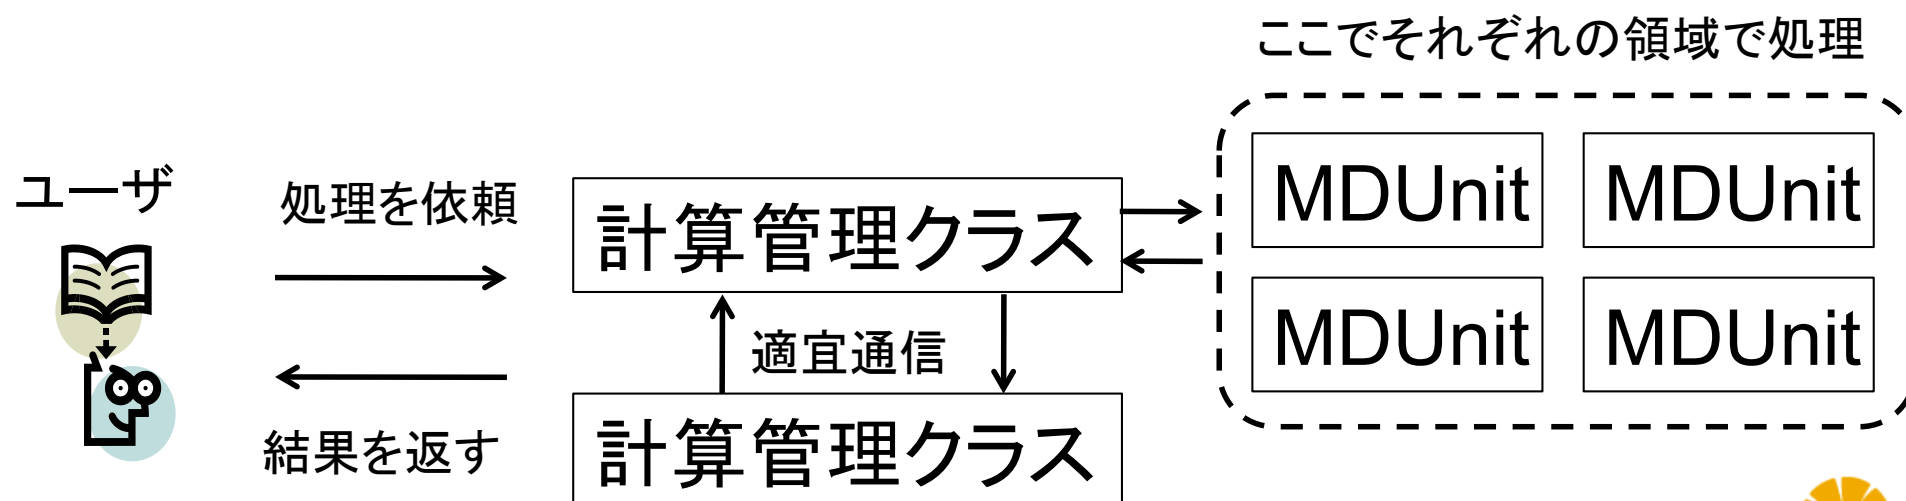 ここでそれぞれの領域で処理
ユーザ
処理を依頼
計算管理クラス
MDUnit
MDUnit
MDUnit
MDUnit
適宜通信
結果を返す
計算管理クラス